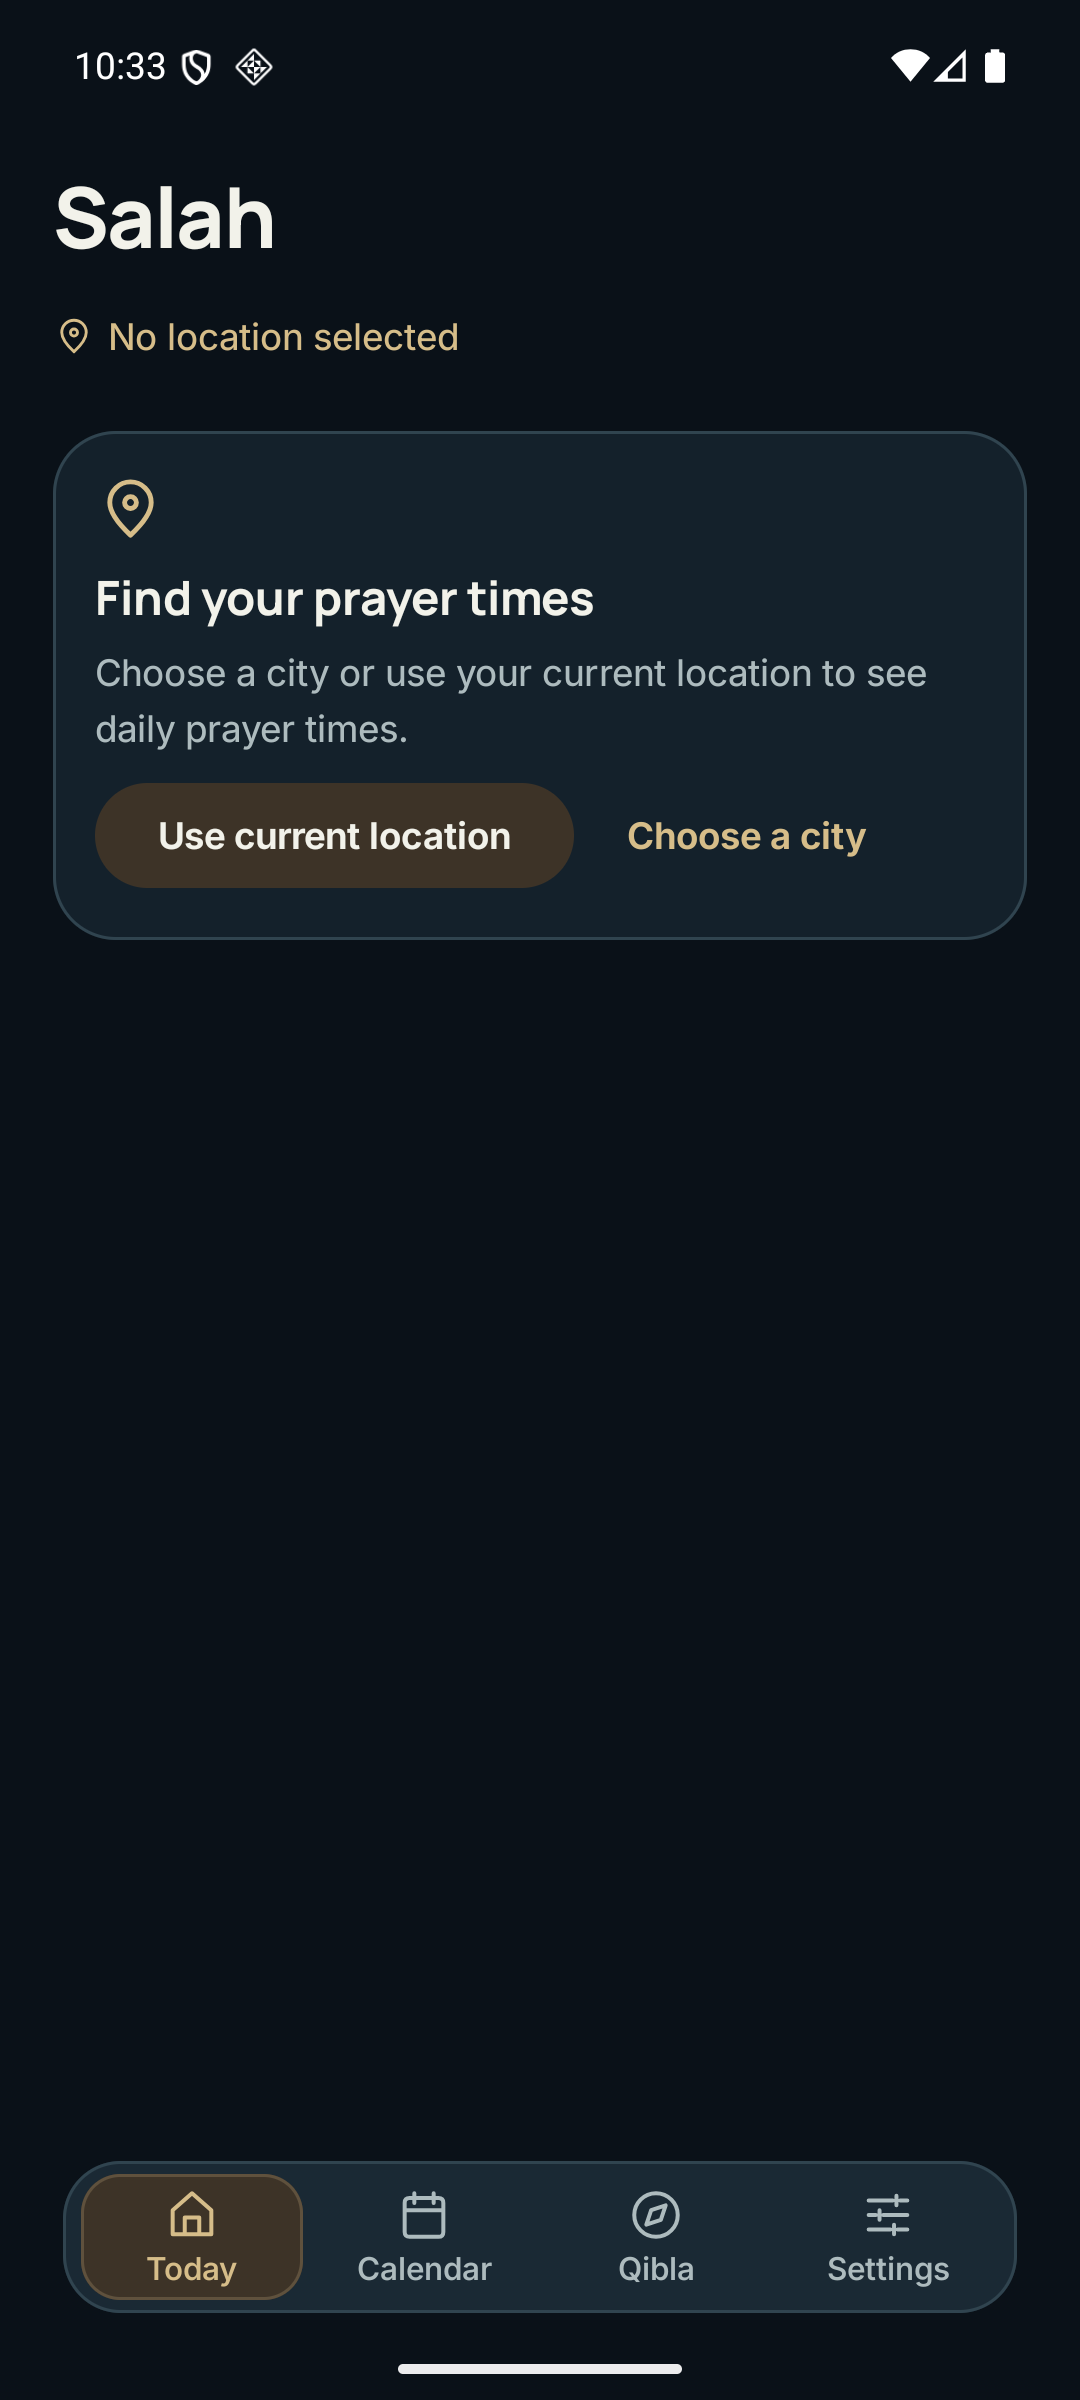 10:33
Salah
No location selected
Find your prayer times
Choose a city or use your current location to see
daily prayer times.
Use current location
Choose a city
Today
Calendar
Qibla
Settings